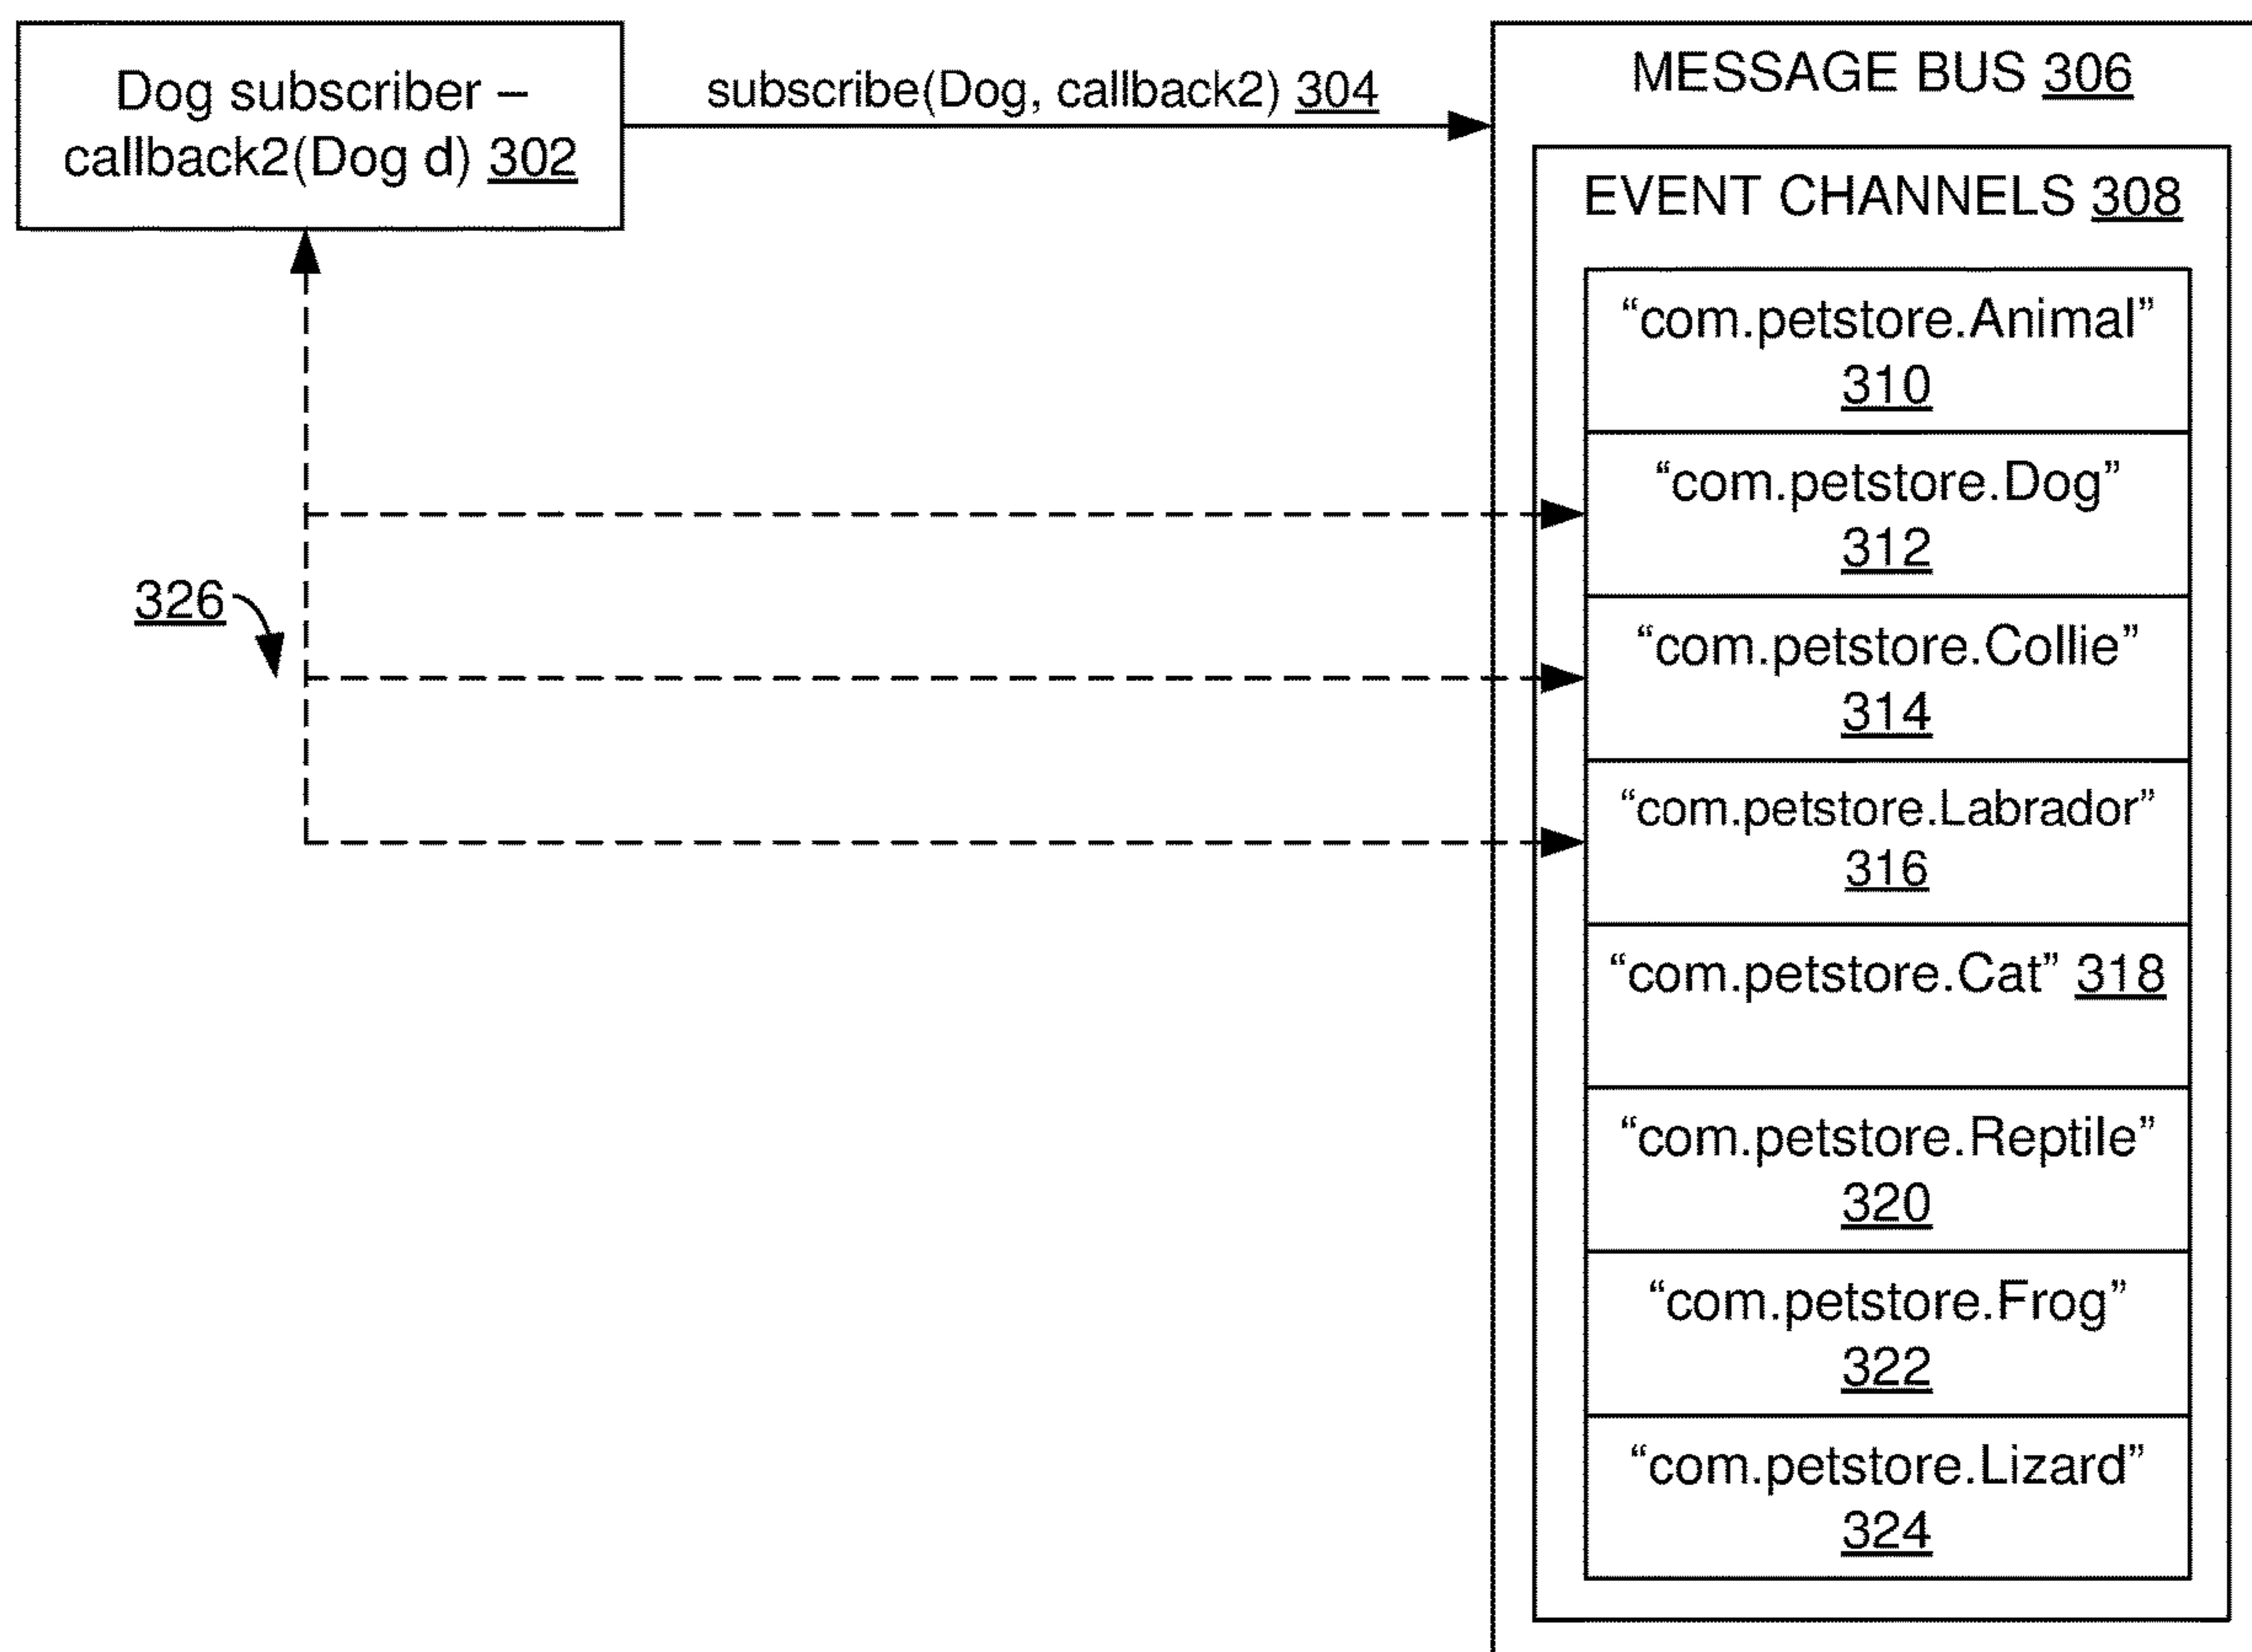 Dog subscriber –
callback2(Dog d) 302
subscribe(Dog, callback2) 304
MESSAGE BUS 306
EVENT CHANNELS 308
“com.petstore.Animal”
310
“com.petstore.Dog”
312
“com.petstore.Collie”
314
“com.petstore.Labrador”
316
“com.petstore.Cat” 318
“com.petstore.Reptile”
320
“com.petstore.Frog”
322
“com.petstore.Lizard”
324
326